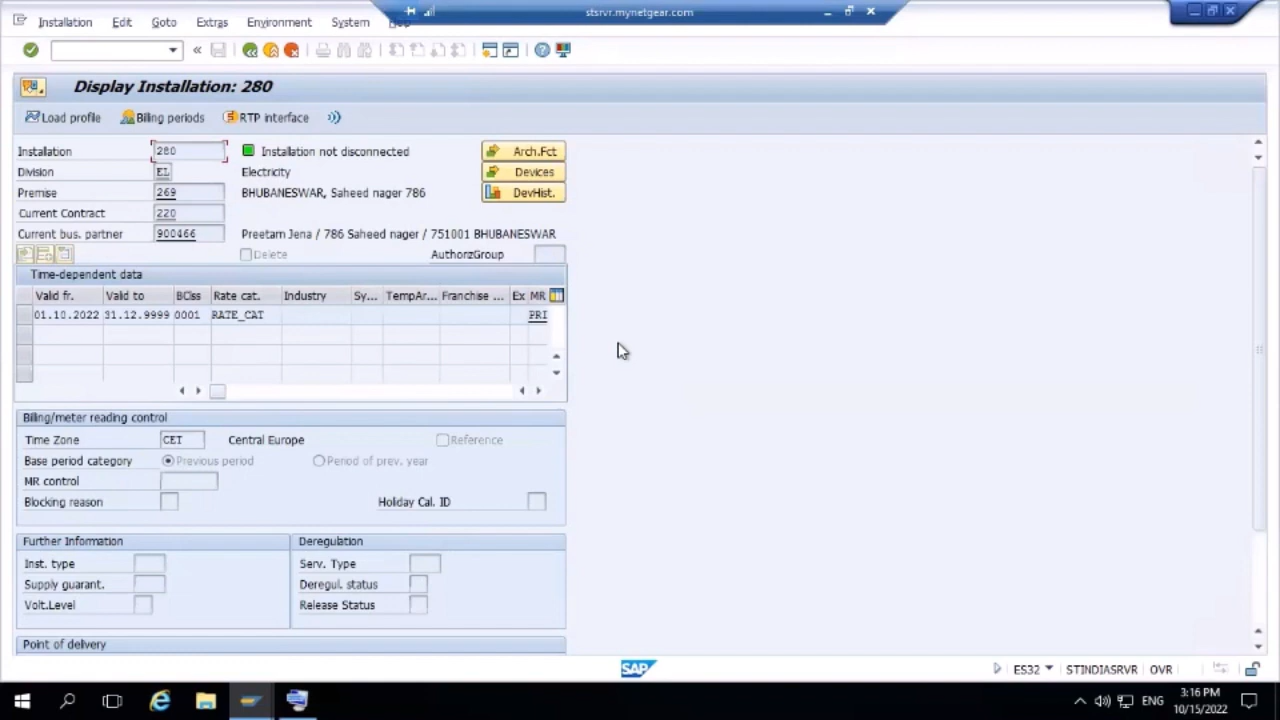 Installation Edit Goto Extras Environment System Help
stsrvr.mynetgear.com
Display Installation: 280
Load profile Billing periods RTP interface
Installation 280 Installation not disconnected Arch.Fct
Division EL Electricity Devices
Premise 269 BHUBANESWAR, Saheed nager 786 DevHist.
Current Contract 220
Current bus. partner 900466 Preetam Jena / 786 Saheed nager / 751001 BHUBANESWAR
Delete AuthorzGroup
Time-dependent data
Valid fr. Valid to BClss Rate cat. Industry Sy... TempAr... Franchise ... Ex MR
01.10.2022 31.12.9999 0001 RATE_CAT PRI
Billing/meter reading control
Time Zone CET Central Europe Reference
Base period category Previous period Period of prev. year
MR control
Blocking reason Holiday Cal. ID
Further Information Deregulation
Inst. type Serv. Type
Supply guarant. Deregul. status
Volt.Level Release Status
Point of delivery
SAP ES32 STINDIASRVR OVR
ENG 3:16 PM
10/15/2022